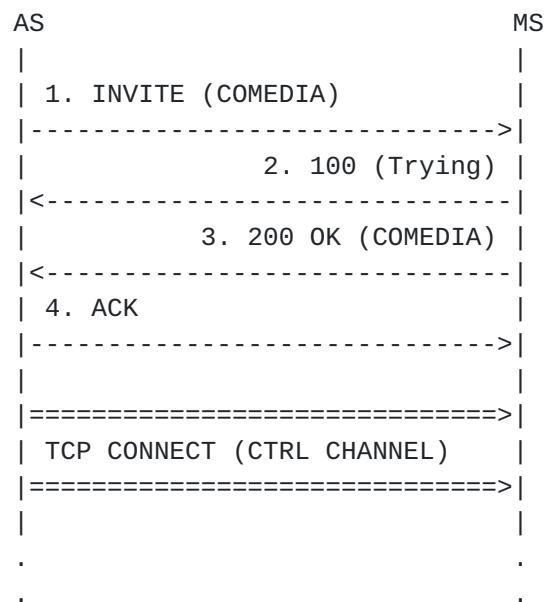 AS                              MS
|                               |
| 1. INVITE (COMEDIA)           |
|------------------------------>|
|               2. 100 (Trying) |
|<------------------------------|
|           3. 200 OK (COMEDIA) |
|<------------------------------|
| 4. ACK                        |
|------------------------------>|
|                               |
|==============================>|
| TCP CONNECT (CTRL CHANNEL)    |
|==============================>|
|                               |
.                               .
.                               .